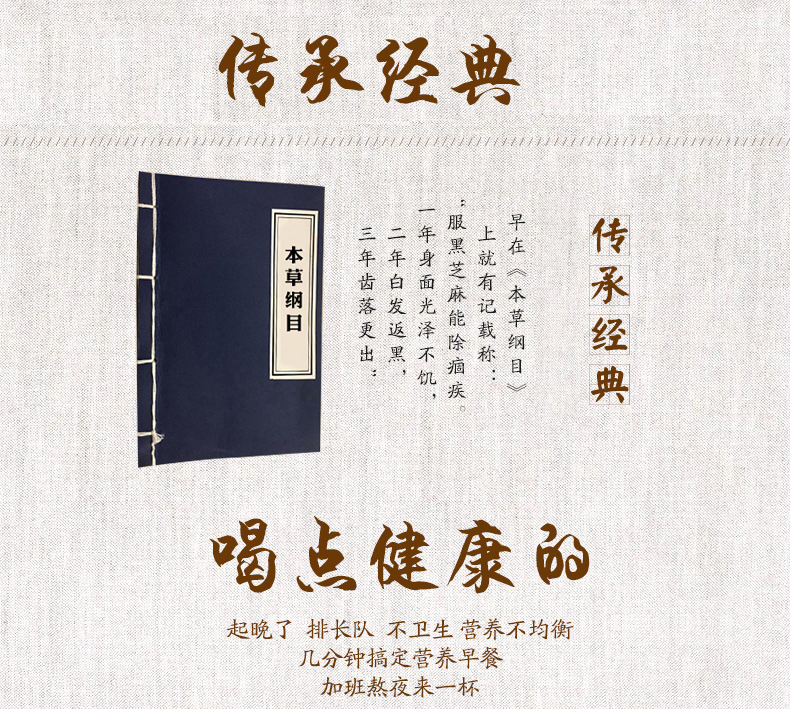 传承经典
本草纲目
早在《本草纲目》
上就有记载称：
“服黑芝麻能除痼疾。
一年身面光泽不饥，
二年白发返黑，
三年齿落更出”
传承经典
喝点健康的
起晚了 排长队 不卫生 营养不均衡
几分钟搞定营养早餐
加班熬夜来一杯